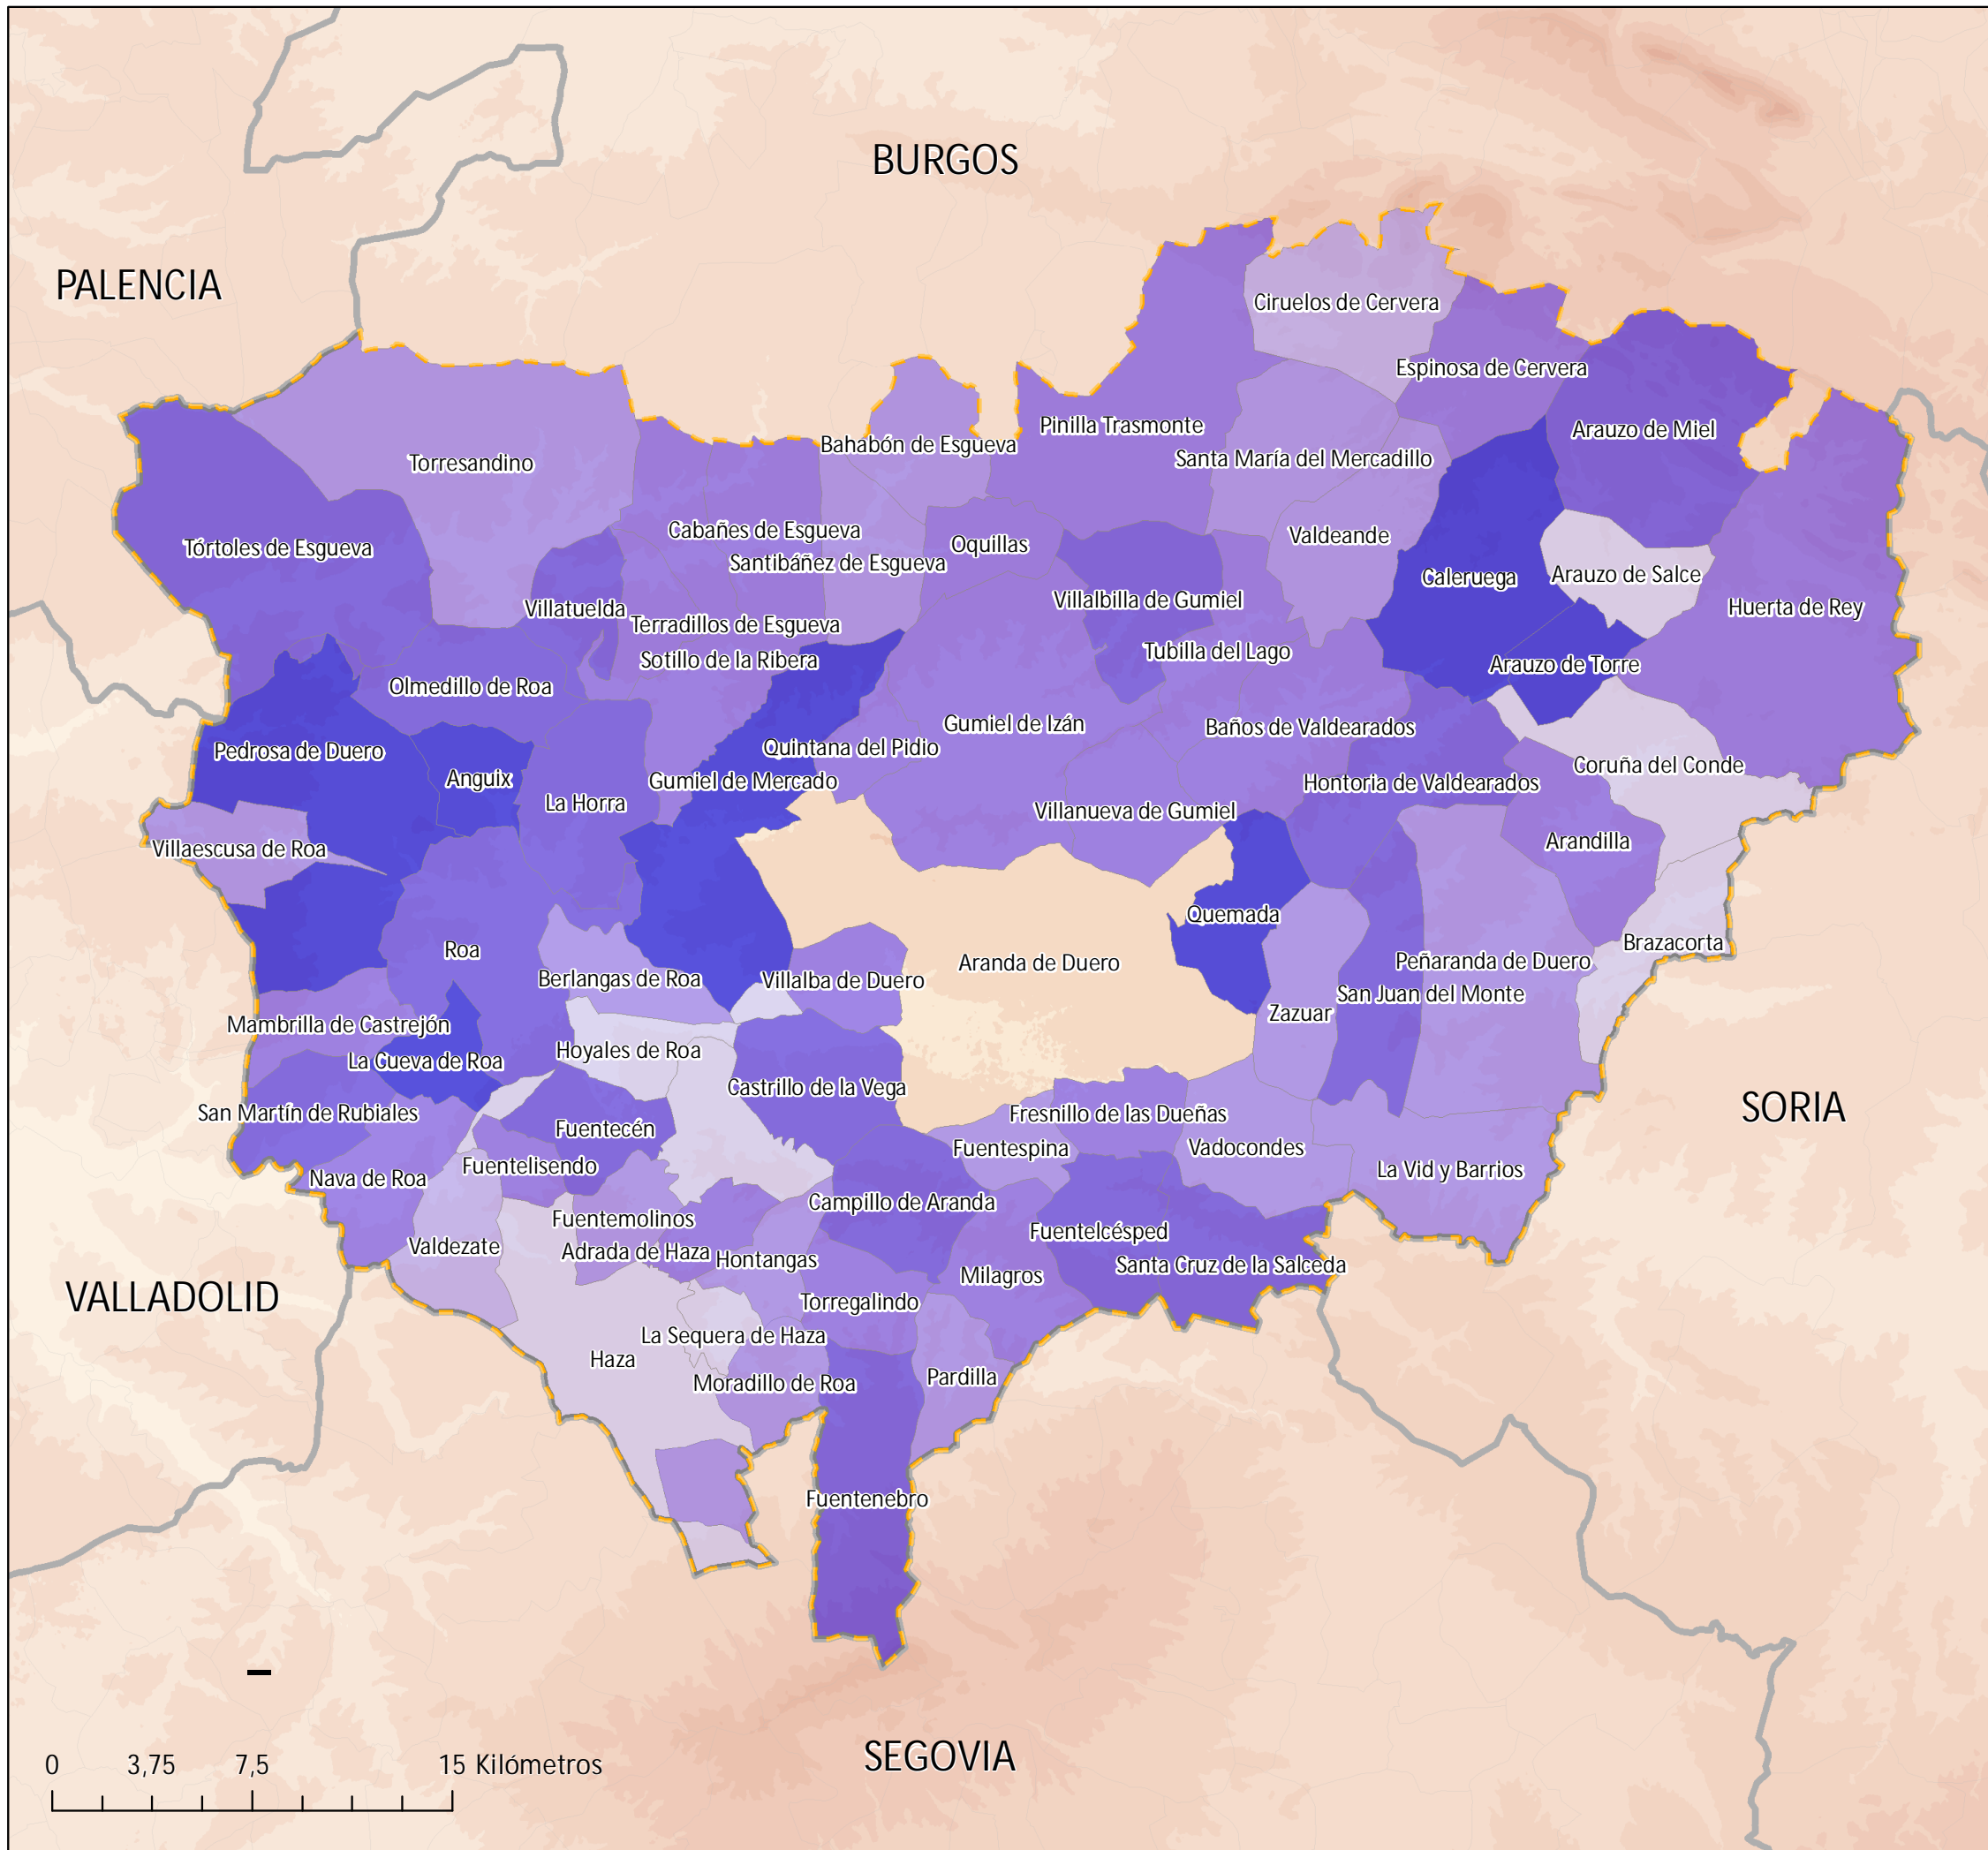 BURGOS
PALENCIA
Ciruelos de Cervera
Espinosa de Cervera
Pinilla Trasmonte
Arauzo de Miel
Bahabón de Esgueva
Santa María del Mercadillo
Torresandino
Cabañes de Esgueva
Valdeande
Oquillas
Tórtoles de Esgueva
Santibáñez de Esgueva
Arauzo de Salce
Caleruega
Villalbilla de Gumiel
Villatuelda
Huerta de Rey
Terradillos de Esgueva
Tubilla del Lago
Sotillo de la Ribera
Arauzo de Torre
Olmedillo de Roa
Gumiel de Izán
Baños de Valdearados
Quintana del Pidio
Pedrosa de Duero
Coruña del Conde
Anguix
Gumiel de Mercado
Hontoria de Valdearados
La Horra
Villanueva de Gumiel
Arandilla
Villaescusa de Roa
Quemada
Brazacorta
Roa
Peñaranda de Duero
Aranda de Duero
Berlangas de Roa
Villalba de Duero
San Juan del Monte
Zazuar
Mambrilla de Castrejón
Hoyales de Roa
La Cueva de Roa
Castrillo de la Vega
SORIA
San Martín de Rubiales
Fresnillo de las Dueñas
Fuentecén
Fuentespina
Vadocondes
Fuentelisendo
La Vid y Barrios
Nava de Roa
Campillo de Aranda
Fuentemolinos
Fuentelcésped
Valdezate
Adrada de Haza
Hontangas
Santa Cruz de la Salceda
Milagros
VALLADOLID
Torregalindo
La Sequera de Haza
Haza
Pardilla
Moradillo de Roa
Fuentenebro
SEGOVIA
0 3,75 7,5 15 Kilómetros